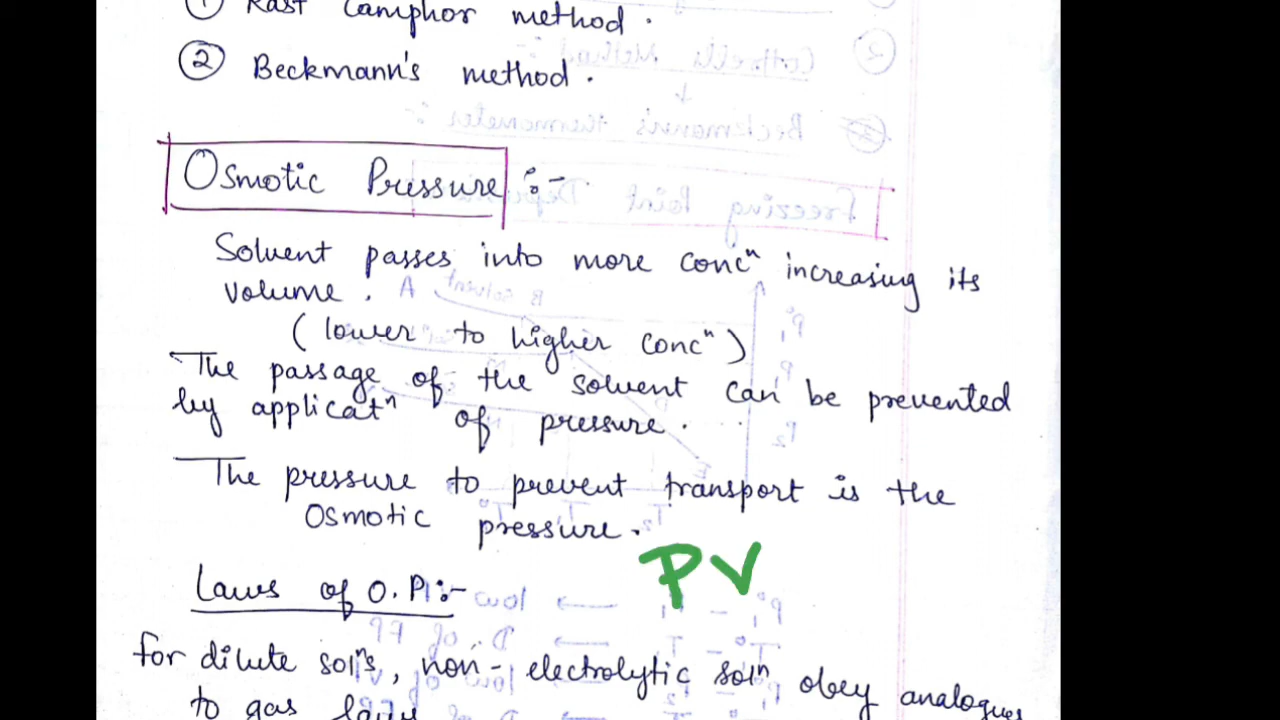 ① Rast Camphor method.
② Beckmann's method.
Osmotic Pressure :-
Solvent passes into more concⁿ increasing its
volume.
(lower to higher concⁿ)
The passage of the solvent can be prevented
by applicatⁿ of pressure.
The pressure to prevent transport is the
Osmotic pressure.
PV
Laws of O.P :-
for dilute solⁿs, non-electrolytic solⁿ obey analogues
to gas laws